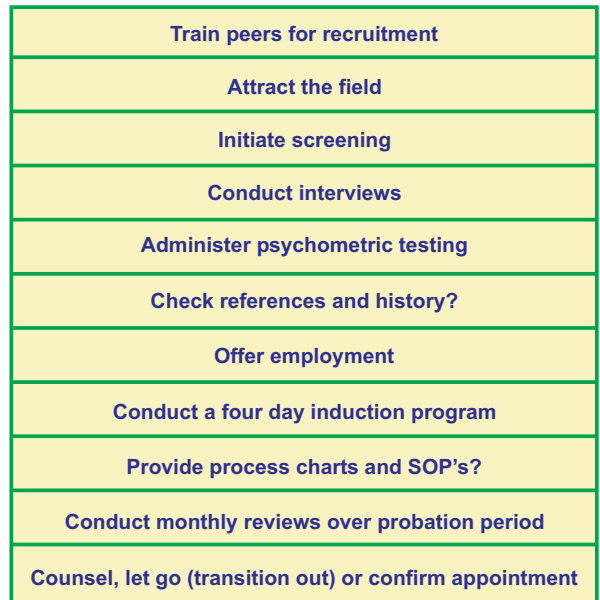 Train peers for recruitment
Attract the field
Initiate screening
Conduct interviews
Administer psychometric testing
Check references and history?
Offer employment
Conduct a four day induction program
Provide process charts and SOP's?
Conduct monthly reviews over probation period
Counsel, let go (transition out) or confirm appointment